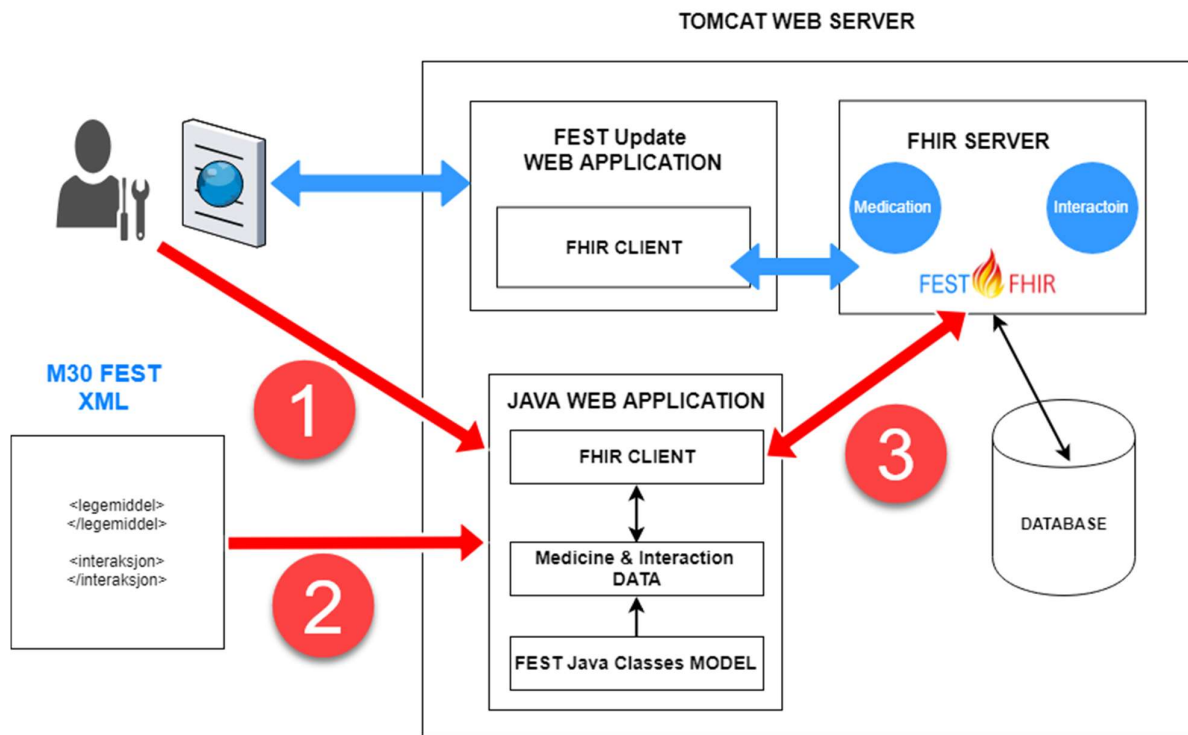 TOMCAT WEB SERVER
FEST Update
WEB APPLICATION
FHIR CLIENT
FHIR SERVER
Medication
Interactoin
FEST FHIR
M30 FEST
XML
<legemiddel>
</legemiddel>
<interaksjon>
</interaksjon>
1
2
JAVA WEB APPLICATION
FHIR CLIENT
Medicine & Interaction
DATA
FEST Java Classes MODEL
3
DATABASE